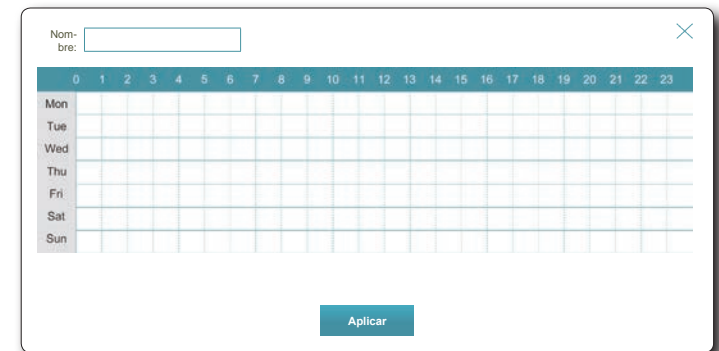 Nom-
bre:
0 1 2 3 4 5 6 7 8 9 10 11 12 13 14 15 16 17 18 19 20 21 22 23
Mon
Tue
Wed
Thu
Fri
Sat
Sun
Aplicar